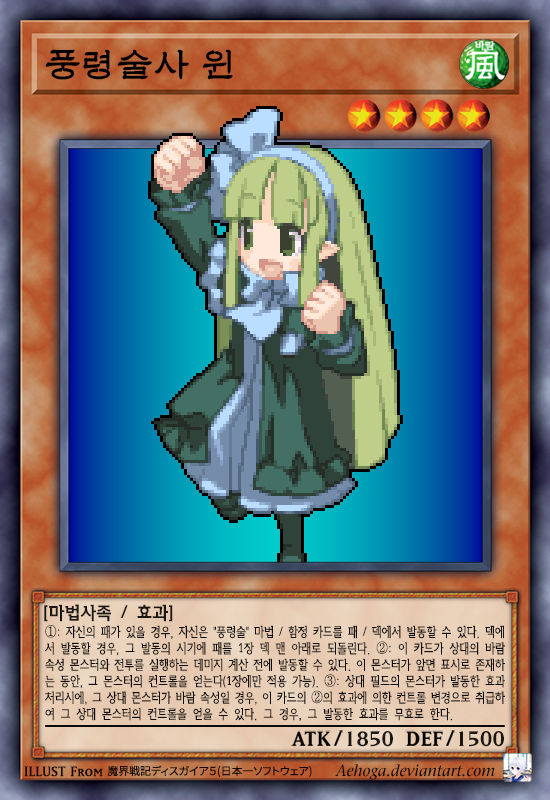 풍령술사 윈
바람
風
[마법사족 / 효과]
①: 자신의 패가 있을 경우, 자신은 "풍령술" 마법 / 함정 카드를 패 / 덱에서 발동할 수 있다. 덱에
서 발동할 경우, 그 발동의 시기에 패를 1장 덱 맨 아래로 되돌린다. ②: 이 카드가 상대의 바람
속성 몬스터와 전투를 실행하는 데미지 계산 전에 발동할 수 있다. 이 몬스터가 앞면 표시로 존재하
는 동안, 그 몬스터의 컨트롤을 얻는다(1장에만 적용 가능). ③: 상대 필드의 몬스터가 발동한 효과
처리시에, 그 상대 몬스터가 바람 속성일 경우, 이 카드의 ②의 효과에 의한 컨트롤 변경으로 취급하
여 그 상대 몬스터의 컨트롤을 얻을 수 있다. 그 경우, 그 발동한 효과를 무효로 한다.
ATK/1850 DEF/1500
ILLUST FROM 魔界戦記ディスガイア5(日本一ソフトウェア)
Aehoga.deviantart.com